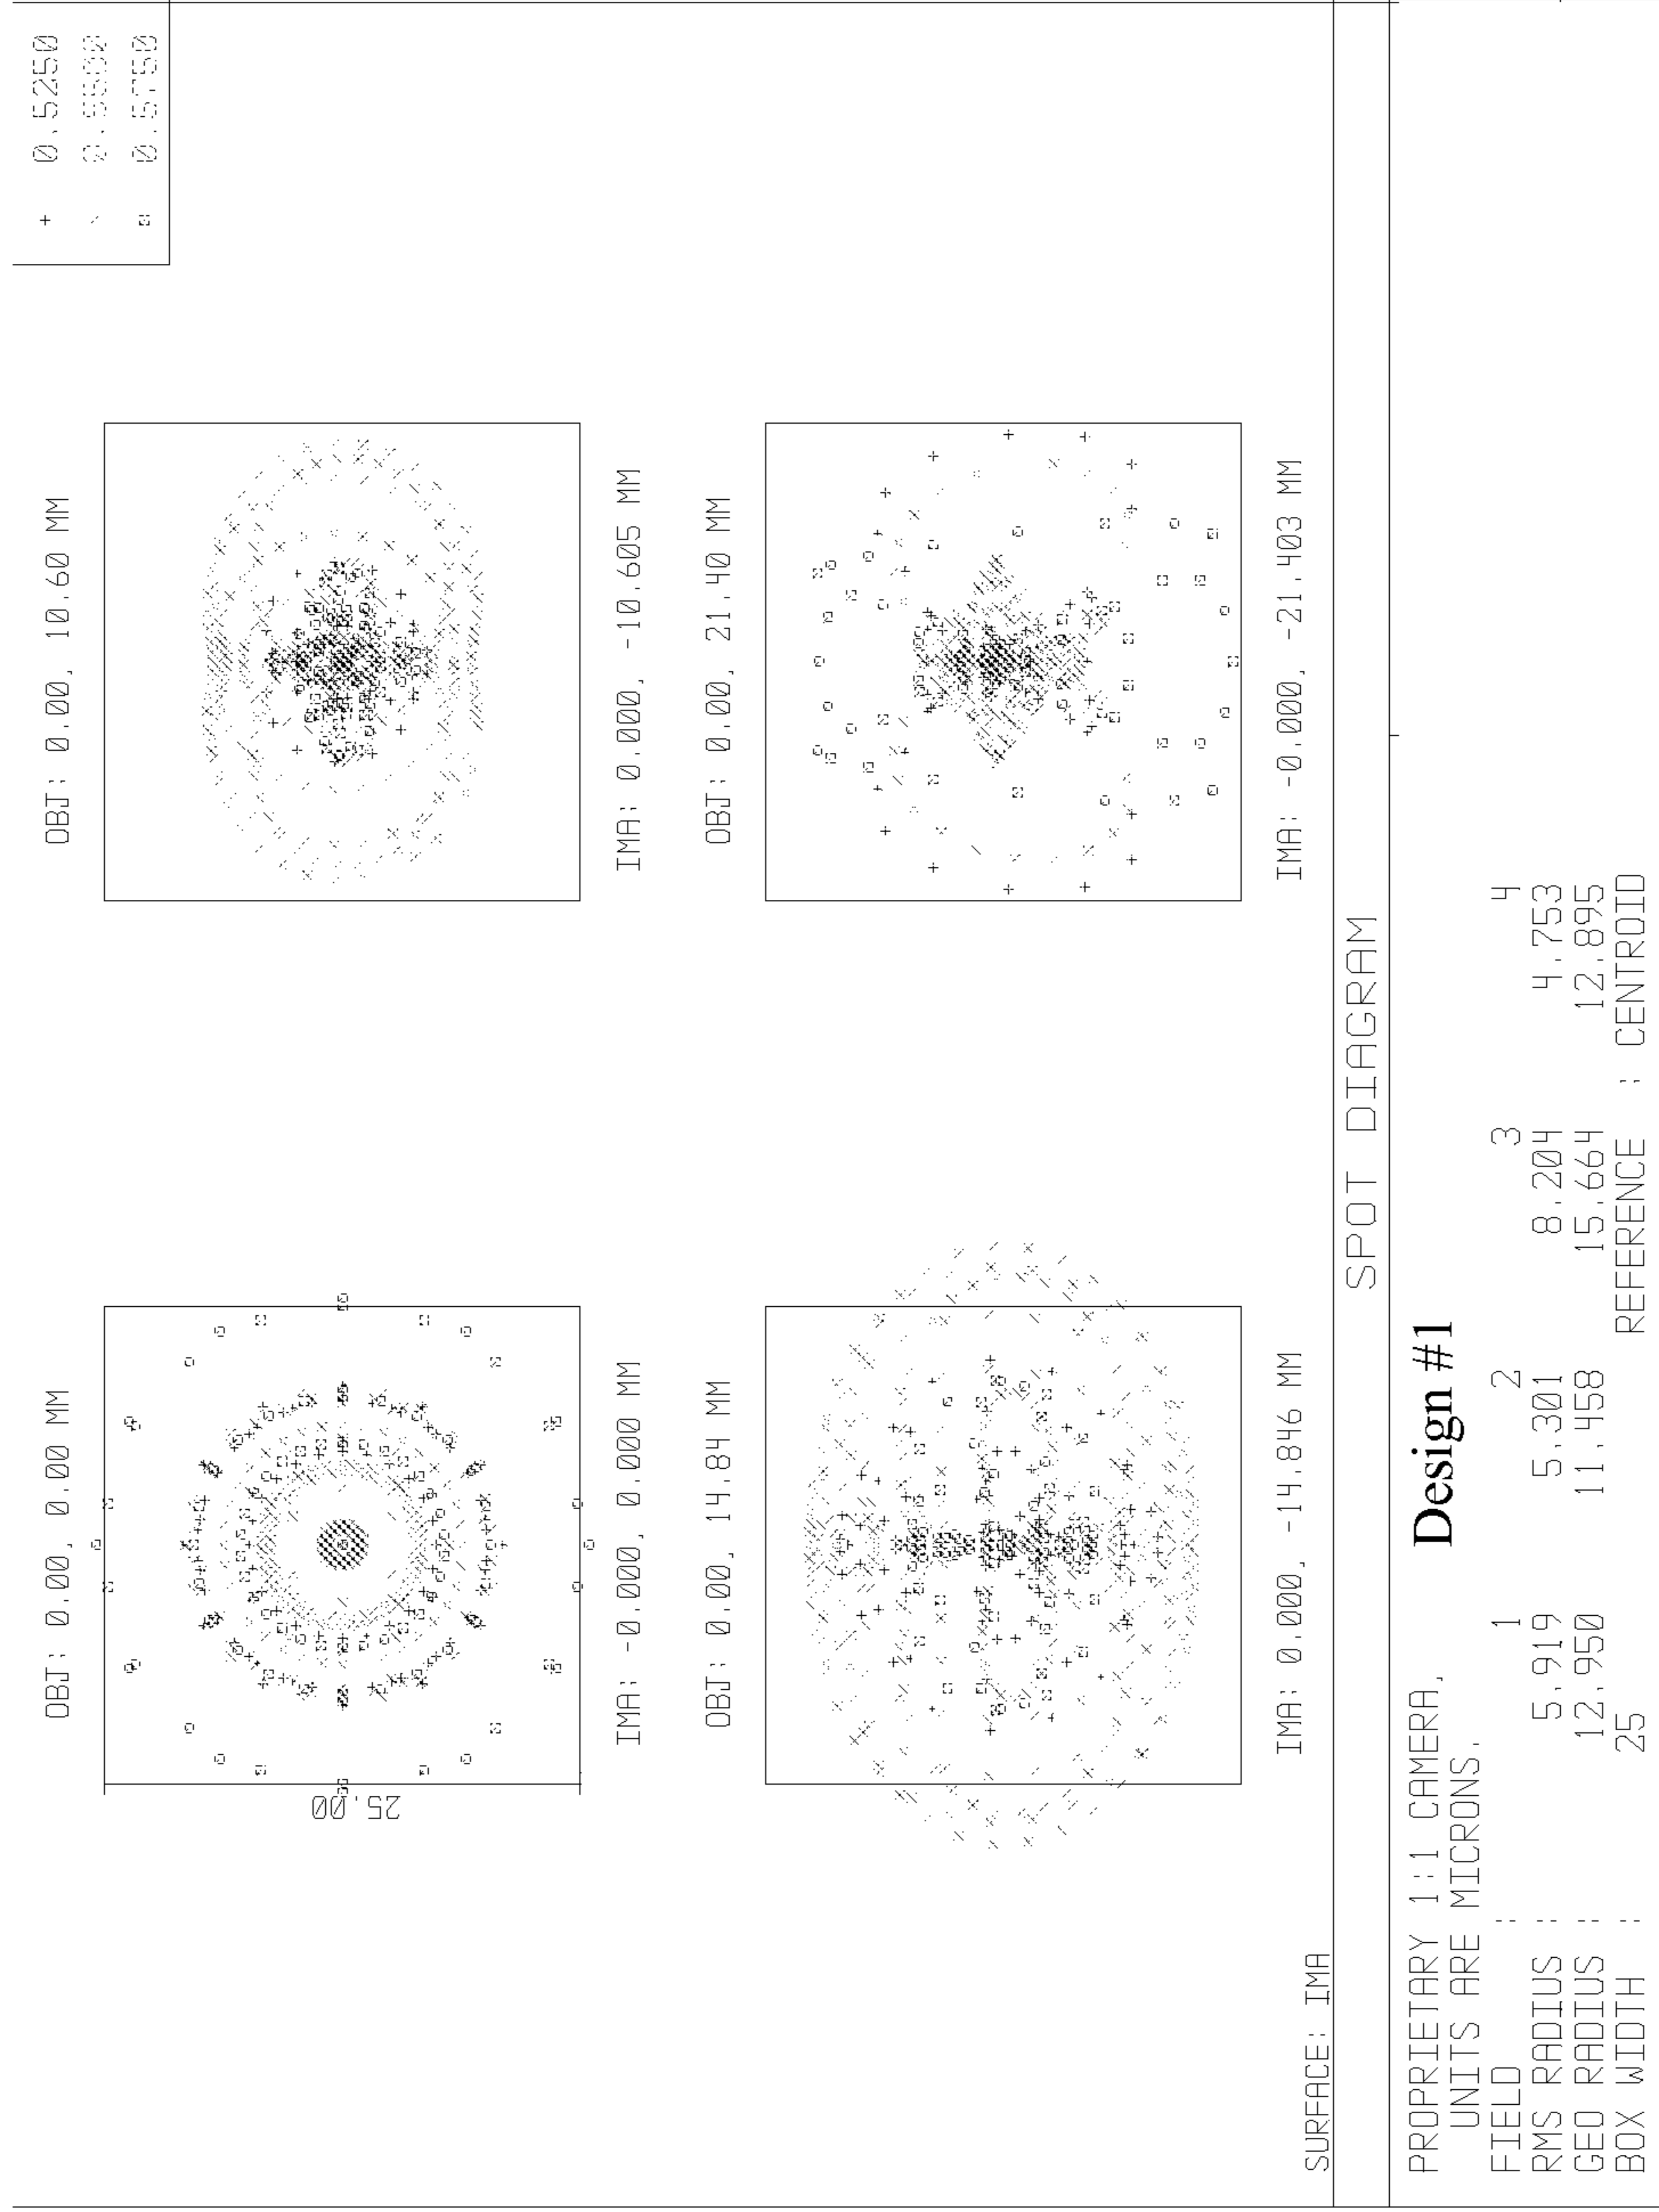 + 0.5250
0.5500
0.5750
OBJ: 0.00, 0.00 MM
OBJ: 0.00, 10.60 MM
25.00
IMA: -0.000, 0.000 MM
IMA: 0.000, -10.605 MM
OBJ: 0.00, 14.84 MM
OBJ: 0.00, 21.40 MM
IMA: 0.000, -14.846 MM
IMA: -0.000, -21.403 MM
SURFACE: IMA
SPOT DIAGRAM
PROPRIETARY 1:1 CAMERA,
Design #1
UNITS ARE MICRONS.
FIELD : 1 2 3 4
RMS RADIUS : 5.919 5.301 8.204 4.753
GEO RADIUS : 12.950 11.458 15.664 12.895
BOX WIDTH : 25 REFERENCE : CENTROID